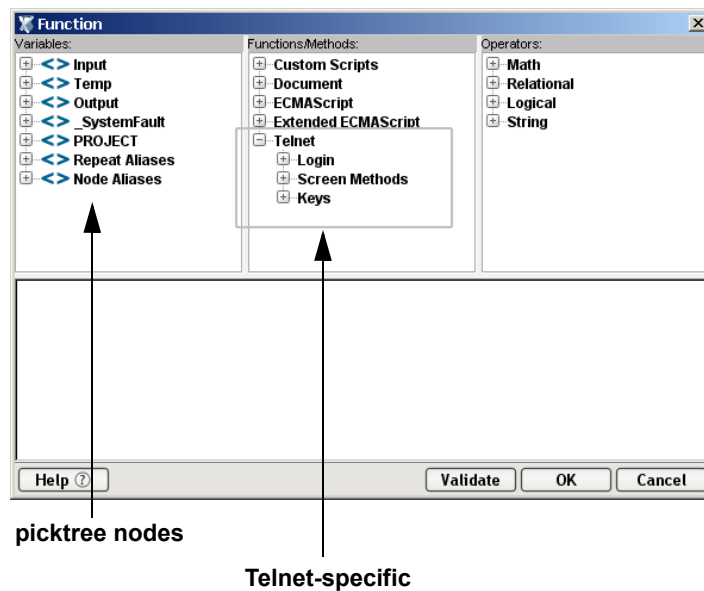 Function
Variables:
<> Input
<> Temp
<> Output
<> _SystemFault
<> PROJECT
<> Repeat Aliases
<> Node Aliases
Functions/Methods:
Custom Scripts
Document
ECMAScript
Extended ECMAScript
Telnet
Login
Screen Methods
Keys
Operators:
Math
Relational
Logical
String
Help ?
Validate
OK
Cancel
picktree nodes
Telnet-specific